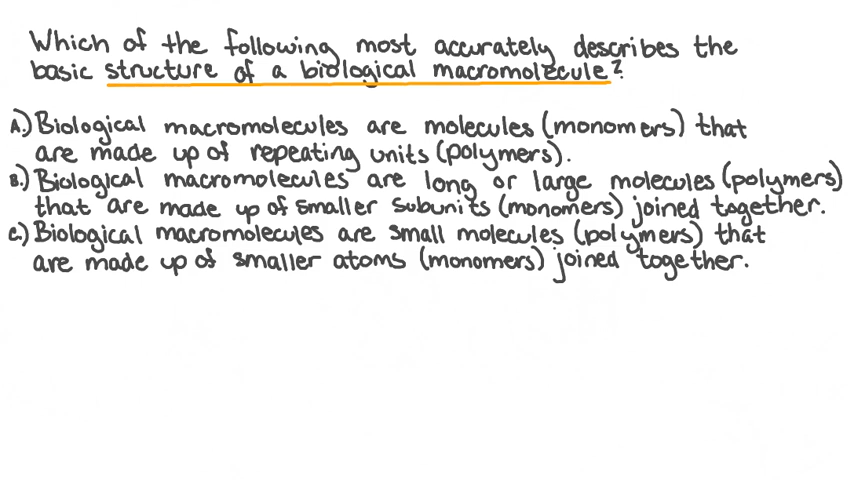 Which of the following most accurately describes the
basic structure of a biological macromolecule?
A.) Biological macromolecules are molecules (monomers) that
are made up of repeating units (polymers).
B.) Biological macromolecules are long or large molecules (polymers)
that are made up of smaller subunits (monomers) joined together.
C.) Biological macromolecules are small molecules (polymers) that
are made up of smaller atoms (monomers) joined together.